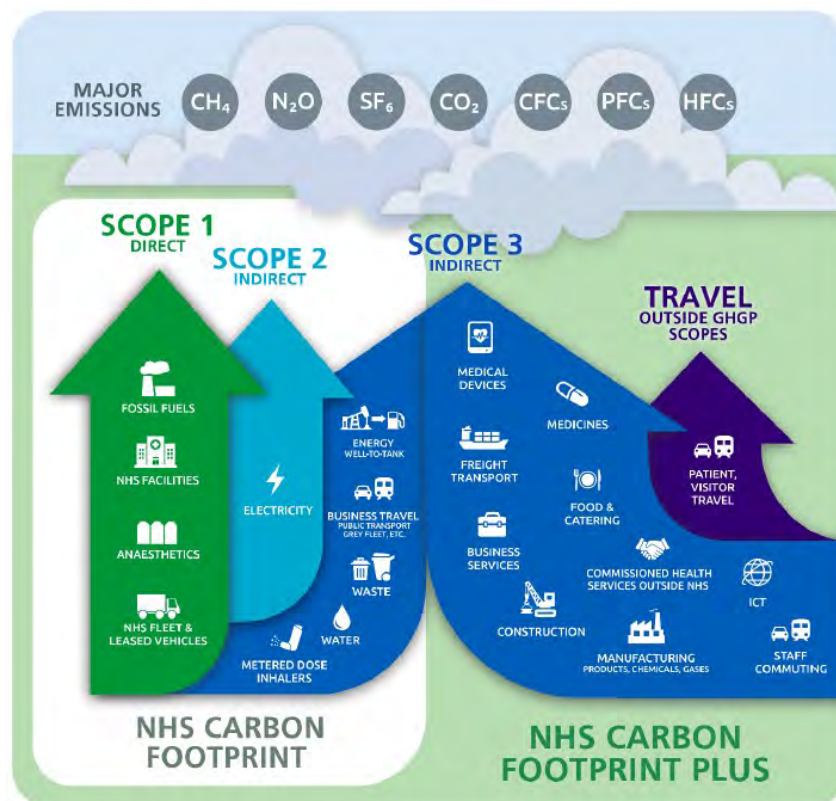 MAJOR
EMISSIONS
CH₄
N₂O
SF₆
CO₂
CFCs
PFCs
HFCs
SCOPE 1
DIRECT
SCOPE 2
INDIRECT
SCOPE 3
INDIRECT
TRAVEL
OUTSIDE GHGP
SCOPES
FOSSIL FUELS
NHS FACILITIES
ANAESTHETICS
NHS FLEET &
LEASED VEHICLES
ELECTRICITY
ENERGY
WELL-TO-TANK
BUSINESS TRAVEL
PUBLIC TRANSPORT
GREY FLEET, ETC.
WASTE
WATER
METERED DOSE
INHALERS
MEDICAL
DEVICES
MEDICINES
FREIGHT
TRANSPORT
FOOD &
CATERING
BUSINESS
SERVICES
COMMISSIONED HEALTH
SERVICES OUTSIDE NHS
CONSTRUCTION
MANUFACTURING
PRODUCTS, CHEMICALS, GASES
PATIENT,
VISITOR
TRAVEL
ICT
STAFF
COMMUTING
NHS CARBON
FOOTPRINT
NHS CARBON
FOOTPRINT PLUS